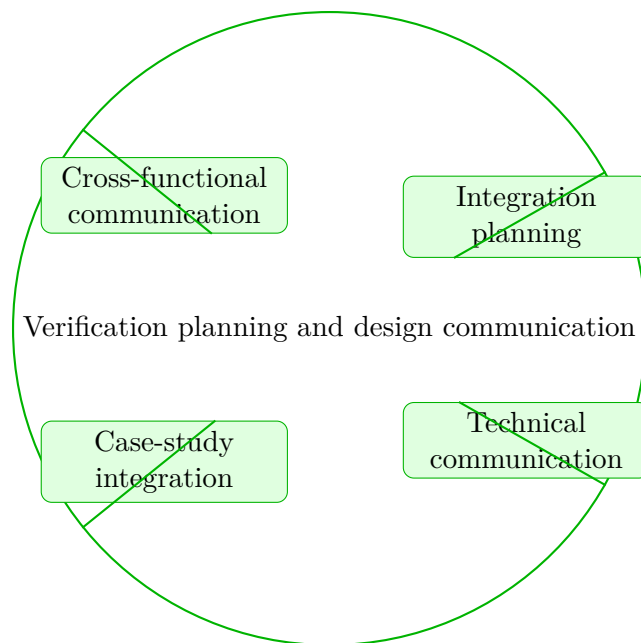 Cross-functional
communication
Integration
planning
Verification planning and design communication
Case-study
integration
Technical
communication